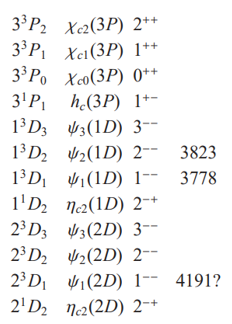 3³P₂ χc2(3P) 2⁺⁺
3³P₁ χc1(3P) 1⁺⁺
3³P₀ χc0(3P) 0⁺⁺
3¹P₁ hc(3P) 1⁺⁻
1³D₃ ψ₃(1D) 3⁻⁻
1³D₂ ψ₂(1D) 2⁻⁻ 3823
1³D₁ ψ₁(1D) 1⁻⁻ 3778
1¹D₂ ηc2(1D) 2⁻⁺
2³D₃ ψ₃(2D) 3⁻⁻
2³D₂ ψ₂(2D) 2⁻⁻
2³D₁ ψ₁(2D) 1⁻⁻ 4191?
2¹D₂ ηc2(2D) 2⁻⁺